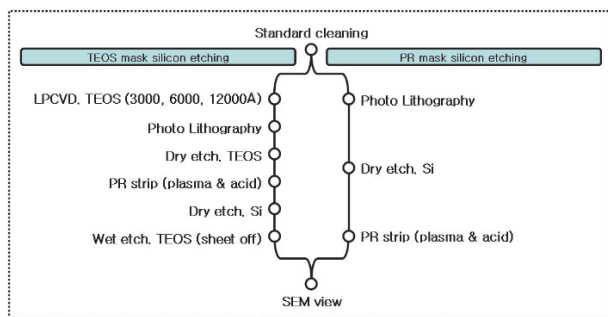 Standard cleaning
TEOS mask silicon etching
PR mask silicon etching
LPCVD. TEOS (3000, 6000, 12000Å)
Photo Lithography
Dry etch. TEOS
PR strip (plasma & acid)
Dry etch. Si
Wet etch. TEOS (sheet off)
Photo Lithography
Dry etch. Si
PR strip (plasma & acid)
SEM view